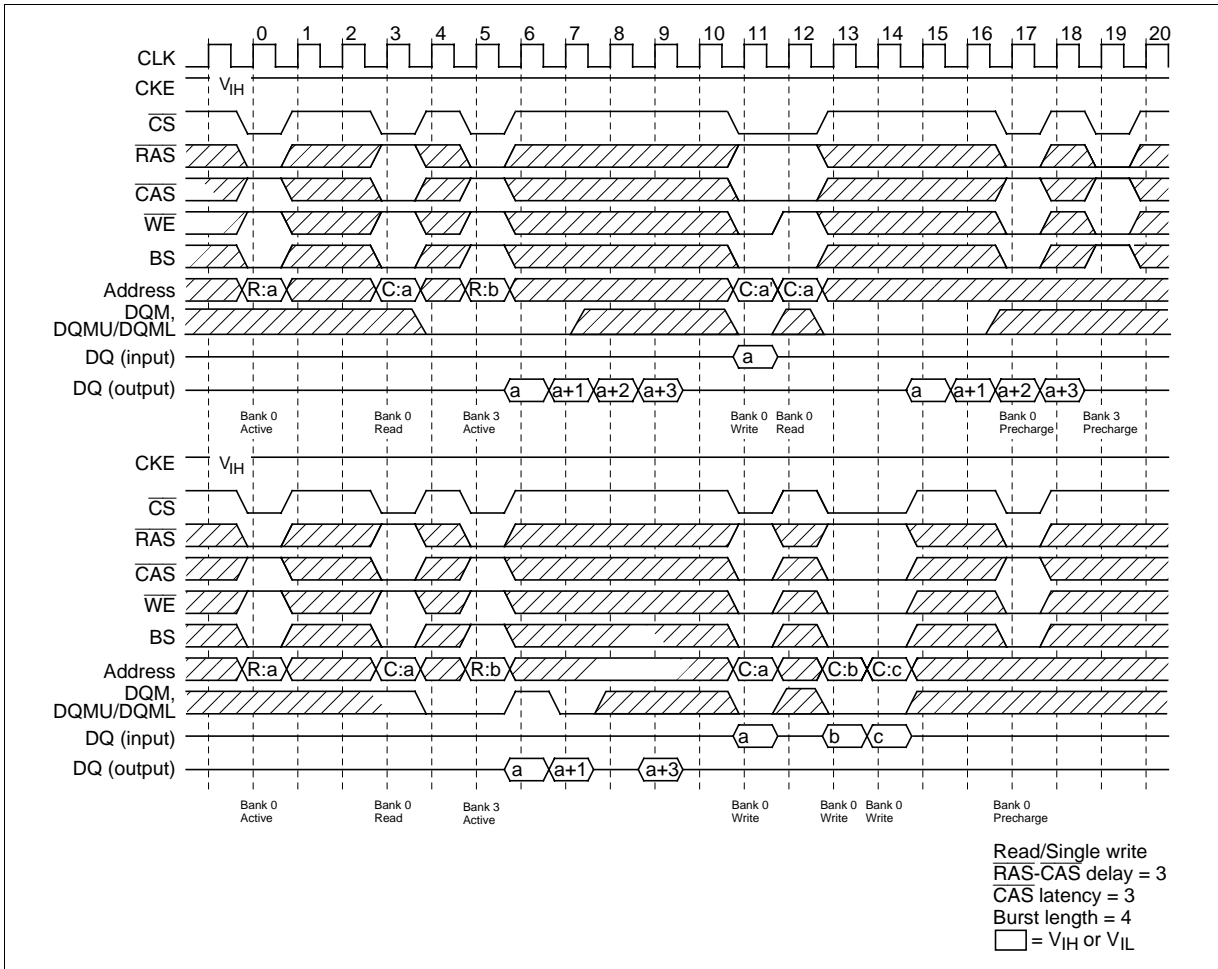 0 1 2 3 4 5 6 7 8 9 10 11 12 13 14 15 16 17 18 19 20
CLK
CKE VIH
CS
RAS
CAS
WE
BS
Address R:a C:a R:b C:a' C:a
DQM,
DQMU/DQML
DQ (input) a
DQ (output) a a+1 a+2 a+3 a a+1 a+2 a+3
Bank 0 Bank 0 Bank 3 Bank 0 Bank 0 Bank 0 Bank 3
Active Read Active Write Read Precharge Precharge
CKE VIH
CS
RAS
CAS
WE
BS
Address R:a C:a R:b C:a C:b C:c
DQM,
DQMU/DQML
DQ (input) a b c
DQ (output) a a+1 a+3
Bank 0 Bank 0 Bank 3 Bank 0 Bank 0 Bank 0 Bank 0
Active Read Active Write Write Write Precharge
Read/Single write
RAS-CAS delay = 3
CAS latency = 3
Burst length = 4
= VIH or VIL